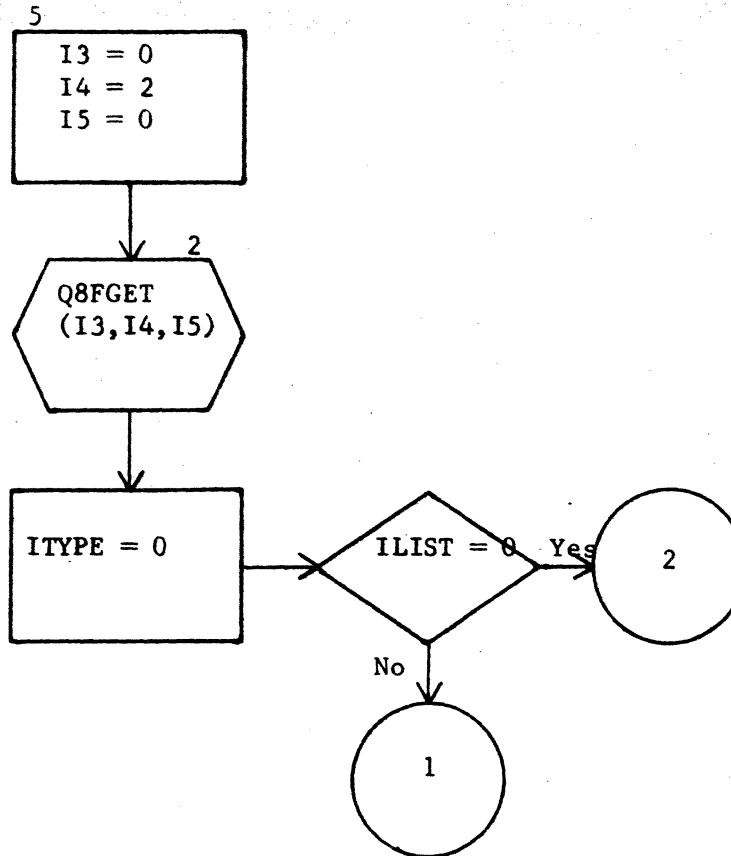 5
I3 = 0
I4 = 2
I5 = 0
2
Q8FGET
(I3,I4,I5)
ITYPE = 0
ILIST = 0 Yes
2
No
1